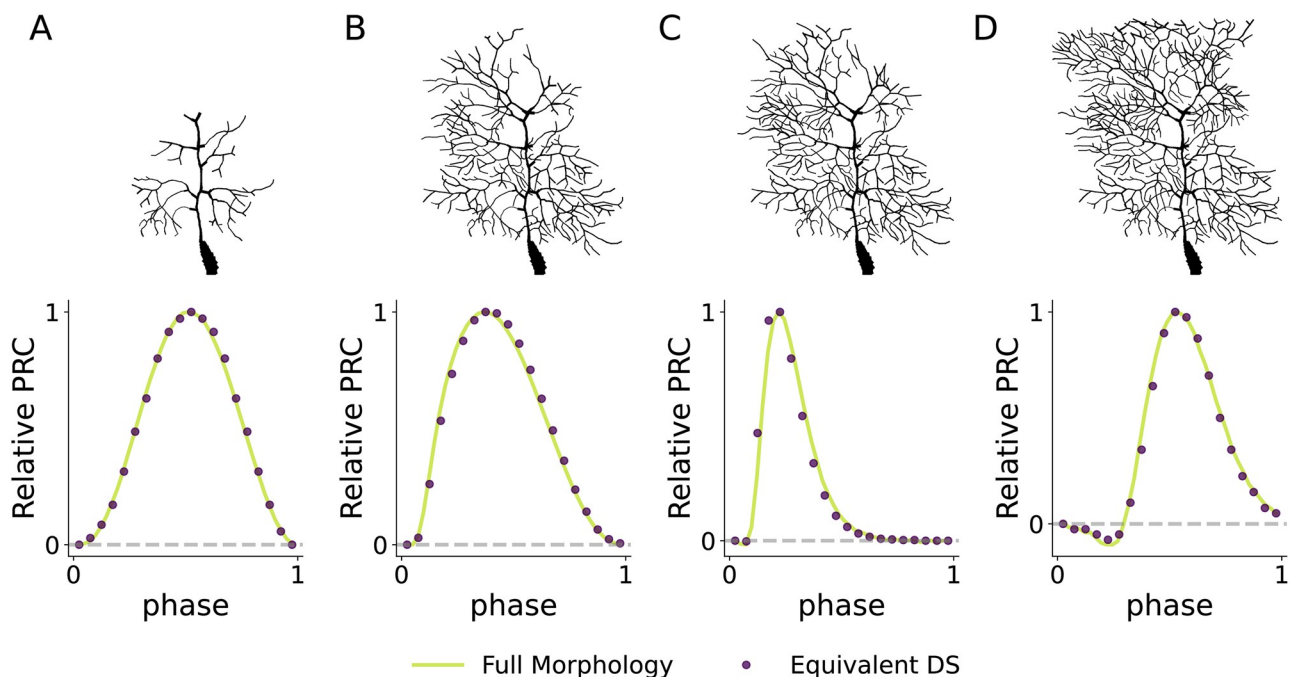 A B C D
1 1 1 1
Relative PRC Relative PRC Relative PRC Relative PRC
0 0 0 0
0 1 0 1 0 1 0 1
phase phase phase phase
Full Morphology Equivalent DS